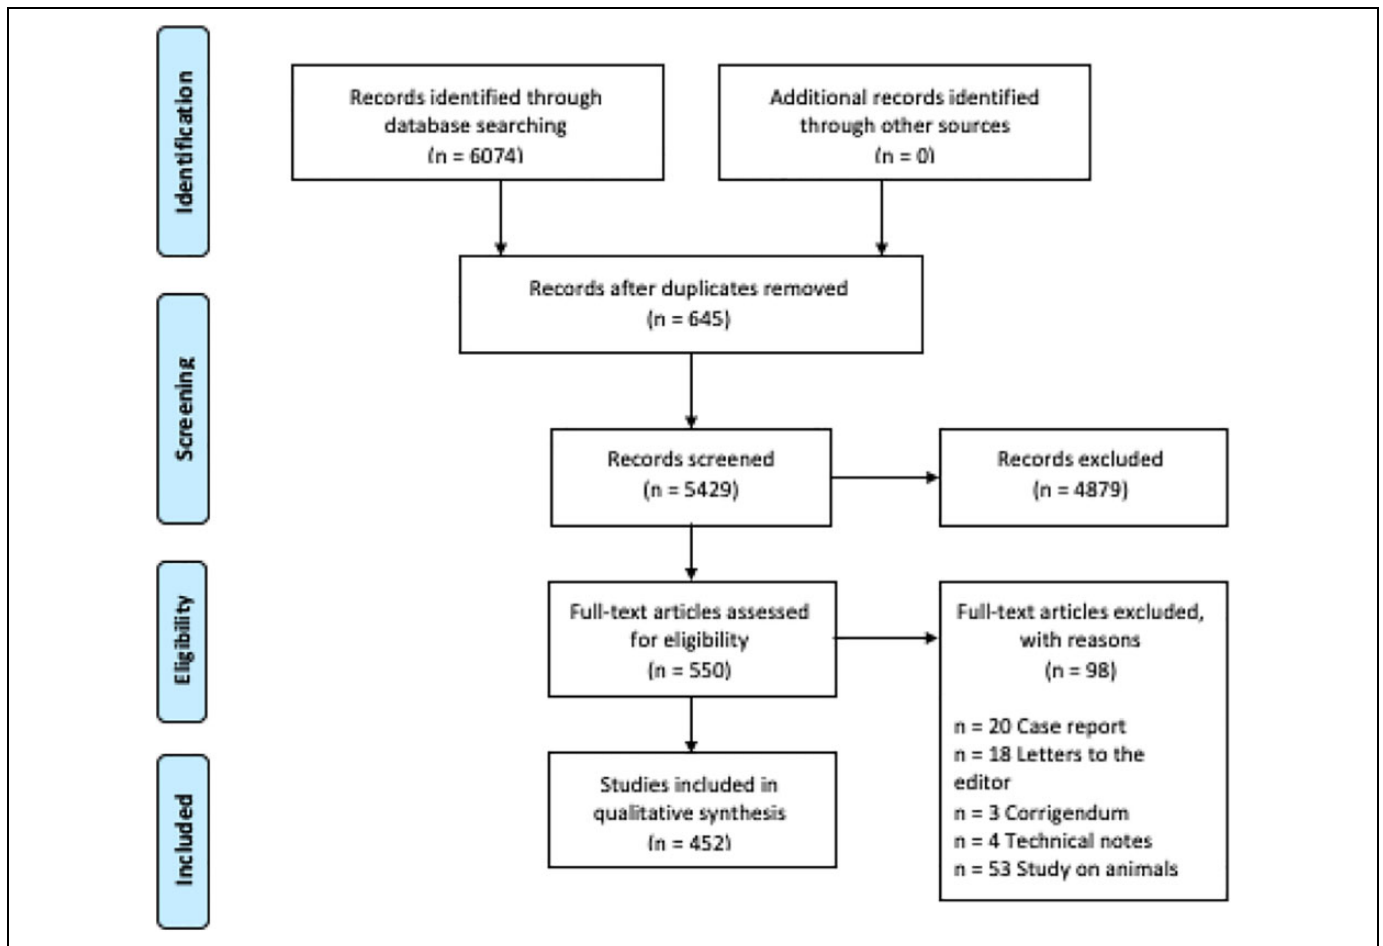 Identification
Records identified through
database searching
(n = 6074)
Additional records identified
through other sources
(n = 0)
Records after duplicates removed
(n = 645)
Screening
Records screened
(n = 5429)
Records excluded
(n = 4879)
Eligibility
Full-text articles assessed
for eligibility
(n = 550)
Full-text articles excluded,
with reasons
(n = 98)
n = 20 Case report
n = 18 Letters to the
editor
n = 3 Corrigendum
n = 4 Technical notes
n = 53 Study on animals
Included
Studies included in
qualitative synthesis
(n = 452)